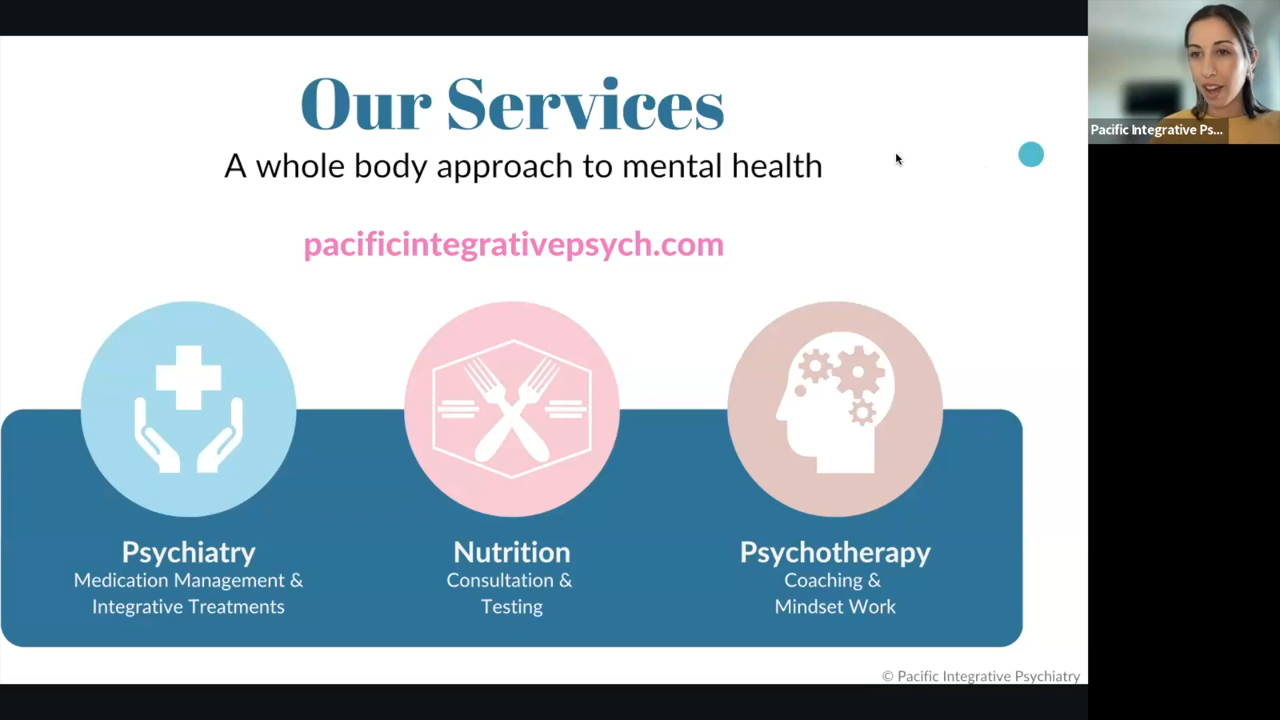 Our Services
A whole body approach to mental health
pacificintegrativepsych.com
Psychiatry
Medication Management &
Integrative Treatments
Nutrition
Consultation &
Testing
Psychotherapy
Coaching &
Mindset Work
© Pacific Integrative Psychiatry
Pacific Integrative Ps...